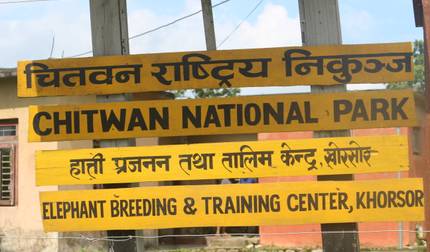 चितवन राष्ट्रिय निकुञ्ज
CHITWAN NATIONAL PARK
हात्ती प्रजनन तथा तालिम केन्द्र, खोरसोर
ELEPHANT BREEDING & TRAINING CENTER, KHORSOR